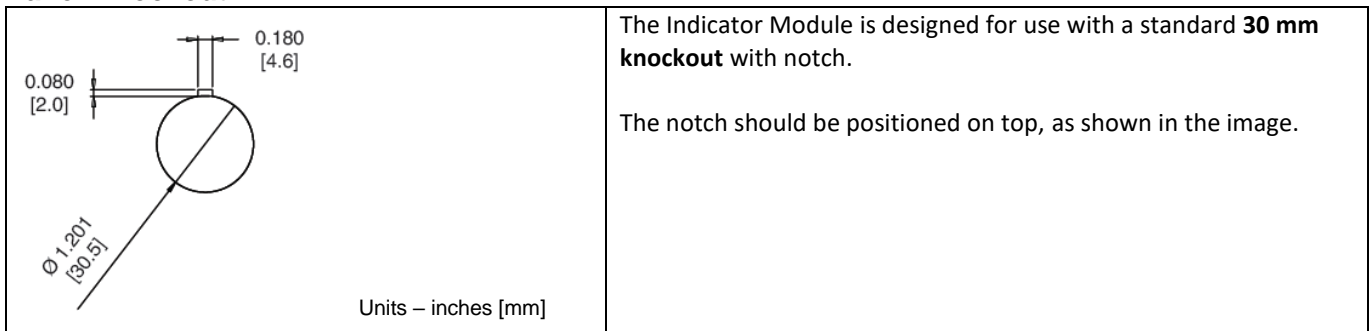 0.180
[4.6]
0.080
[2.0]
Ø 1.201
[30.5]
Units – inches [mm]
The Indicator Module is designed for use with a standard 30 mm
knockout with notch.
The notch should be positioned on top, as shown in the image.